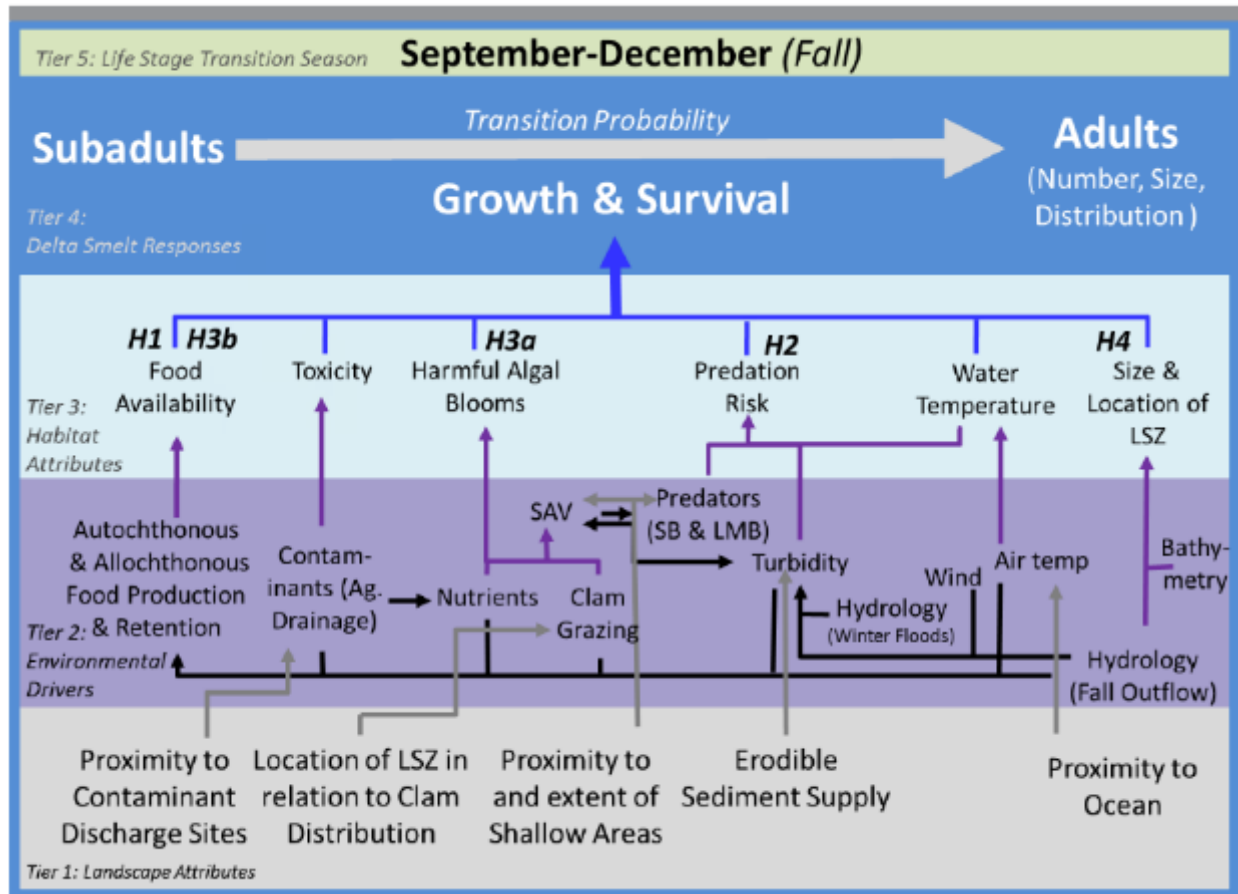 Tier 5: Life Stage Transition Season September-December (Fall)
Transition Probability
Subadults
Adults
(Number, Size,
Distribution )
Growth & Survival
Tier 4:
Delta Smelt Responses
H1 H3b
Food
Availability
Toxicity
H3a
Harmful Algal
Blooms
H2
Predation
Risk
Water
Temperature
H4
Size &
Location of
LSZ
Tier 3:
Habitat
Attributes
Autochthonous
& Allochthonous
Food Production
& Retention
Contam-
inants (Ag.
Drainage)
Nutrients
SAV
Clam
Grazing
Predators
(SB & LMB)
Turbidity
Hydrology
(Winter Floods)
Wind
Air temp
Bathy-
metry
Hydrology
(Fall Outflow)
Tier 2:
Environmental
Drivers
Proximity to
Contaminant
Discharge Sites
Location of LSZ in
relation to Clam
Distribution
Proximity to
and extent of
Shallow Areas
Erodible
Sediment Supply
Proximity to
Ocean
Tier 1: Landscape Attributes